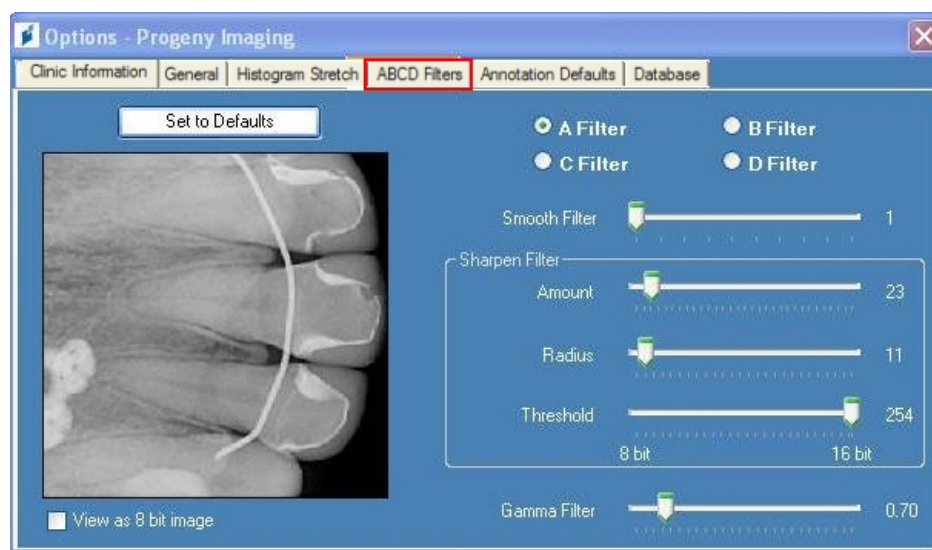 Options - Progeny Imaging
Clinic Information General Histogram Stretch ABCD Filters Annotation Defaults Database
Set to Defaults
A Filter B Filter
C Filter D Filter
Smooth Filter 1
Sharpen Filter
Amount 23
Radius 11
Threshold 254
8 bit 16 bit
View as 8 bit image
Gamma Filter 0.70